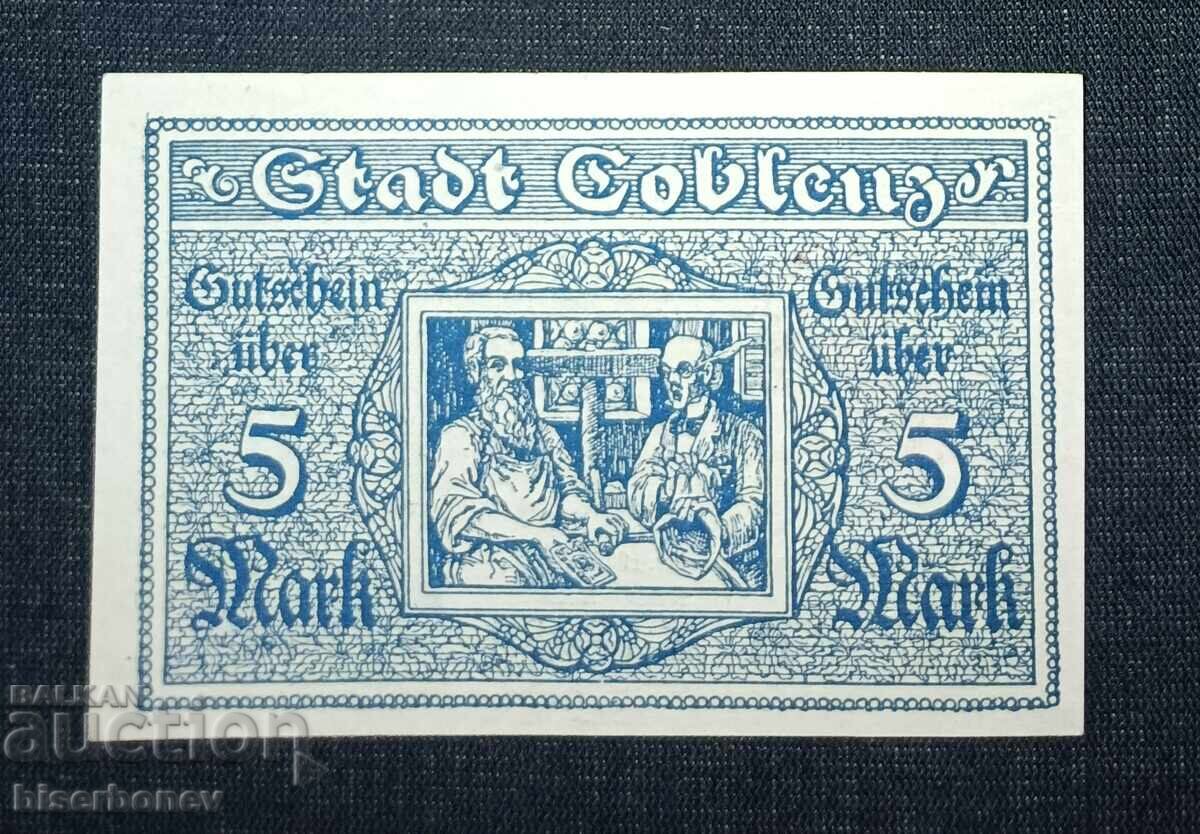 Stadt Coblenz
Gutschein
über
5
Mark
Gutschein
über
5
Mark
BALKAN
auction
biserbonev